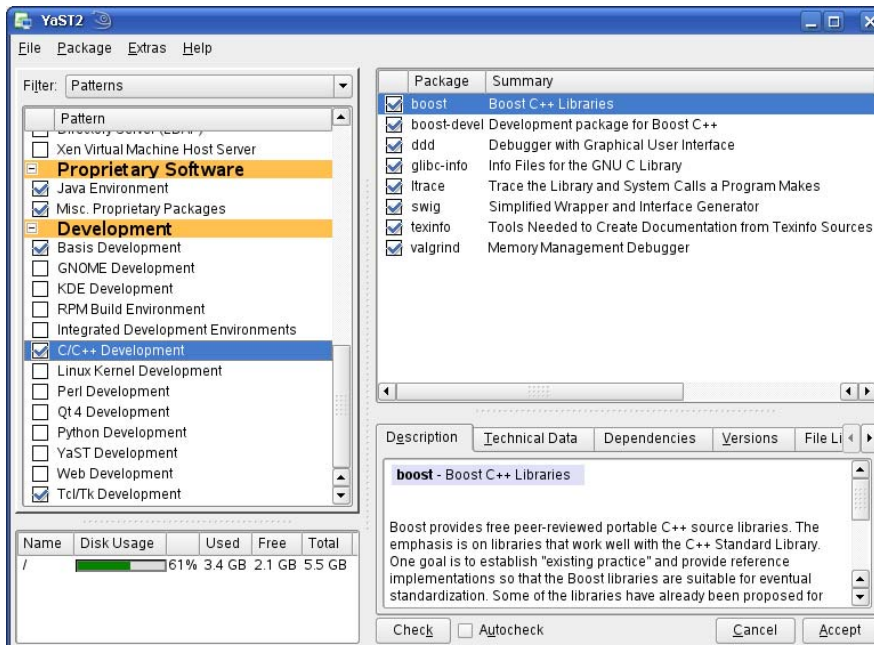 YaST2
File Package Extras Help
Filter: Patterns
Pattern
Directory Server (LDAP)
Xen Virtual Machine Host Server
Proprietary Software
Java Environment
Misc. Proprietary Packages
Development
Basis Development
GNOME Development
KDE Development
RPM Build Environment
Integrated Development Environments
C/C++ Development
Linux Kernel Development
Perl Development
Qt 4 Development
Python Development
YaST Development
Web Development
Tcl/Tk Development
Name Disk Usage Used Free Total
/ 61% 3.4 GB 2.1 GB 5.5 GB
Package Summary
boost Boost C++ Libraries
boost-devel Development package for Boost C++
ddd Debugger with Graphical User Interface
glibc-info Info Files for the GNU C Library
ltrace Trace the Library and System Calls a Program Makes
swig Simplified Wrapper and Interface Generator
texinfo Tools Needed to Create Documentation from Texinfo Sources
valgrind Memory Management Debugger
Description Technical Data Dependencies Versions File Li
boost - Boost C++ Libraries
Boost provides free peer-reviewed portable C++ source libraries. The
emphasis is on libraries that work well with the C++ Standard Library.
One goal is to establish "existing practice" and provide reference
implementations so that the Boost libraries are suitable for eventual
standardization. Some of the libraries have already been proposed for
Check Autocheck Cancel Accept